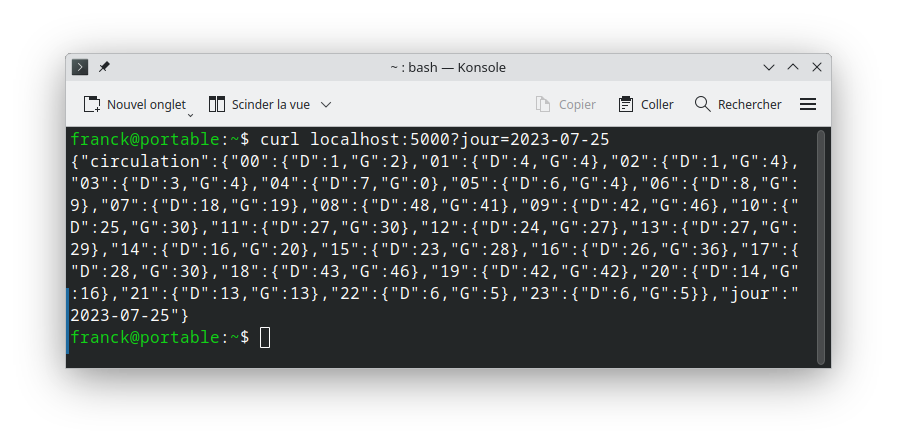 ~ : bash — Konsole
Nouvel onglet Scinder la vue Copier Coller Rechercher
franck@portable:~$ curl localhost:5000?jour=2023-07-25
{"circulation":{"00":{"D":1,"G":2},"01":{"D":4,"G":4},"02":{"D":1,"G":4},
"03":{"D":3,"G":4},"04":{"D":7,"G":0},"05":{"D":6,"G":4},"06":{"D":8,"G":
9},"07":{"D":18,"G":19},"08":{"D":48,"G":41},"09":{"D":42,"G":46},"10":{"
D":25,"G":30},"11":{"D":27,"G":30},"12":{"D":24,"G":27},"13":{"D":27,"G":
29},"14":{"D":16,"G":20},"15":{"D":23,"G":28},"16":{"D":26,"G":36},"17":{
"D":28,"G":30},"18":{"D":43,"G":46},"19":{"D":42,"G":42},"20":{"D":14,"G"
:16},"21":{"D":13,"G":13},"22":{"D":6,"G":5},"23":{"D":6,"G":5}},"jour":"
2023-07-25"}
franck@portable:~$